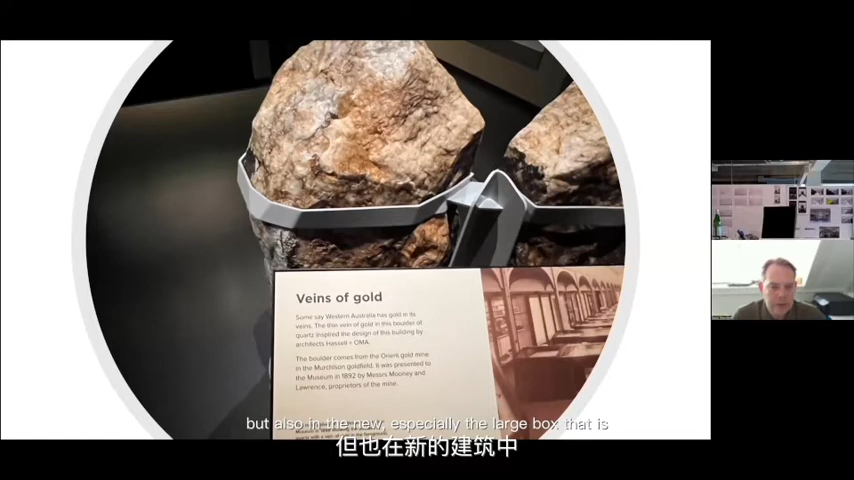 Veins of gold
Some say Western Australia has gold in its
veins. The thin vein of gold in this boulder of
quartz inspired the design of this building by
architects Hassell + OMA.
The boulder comes from the Orient gold mine
in the Murchison goldfield. It was presented to
the Museum in 1892 by Messrs Mooney and
Lawrence, proprietors of the mine.
but also in the new, especially the large box that is
但也在新的建筑中